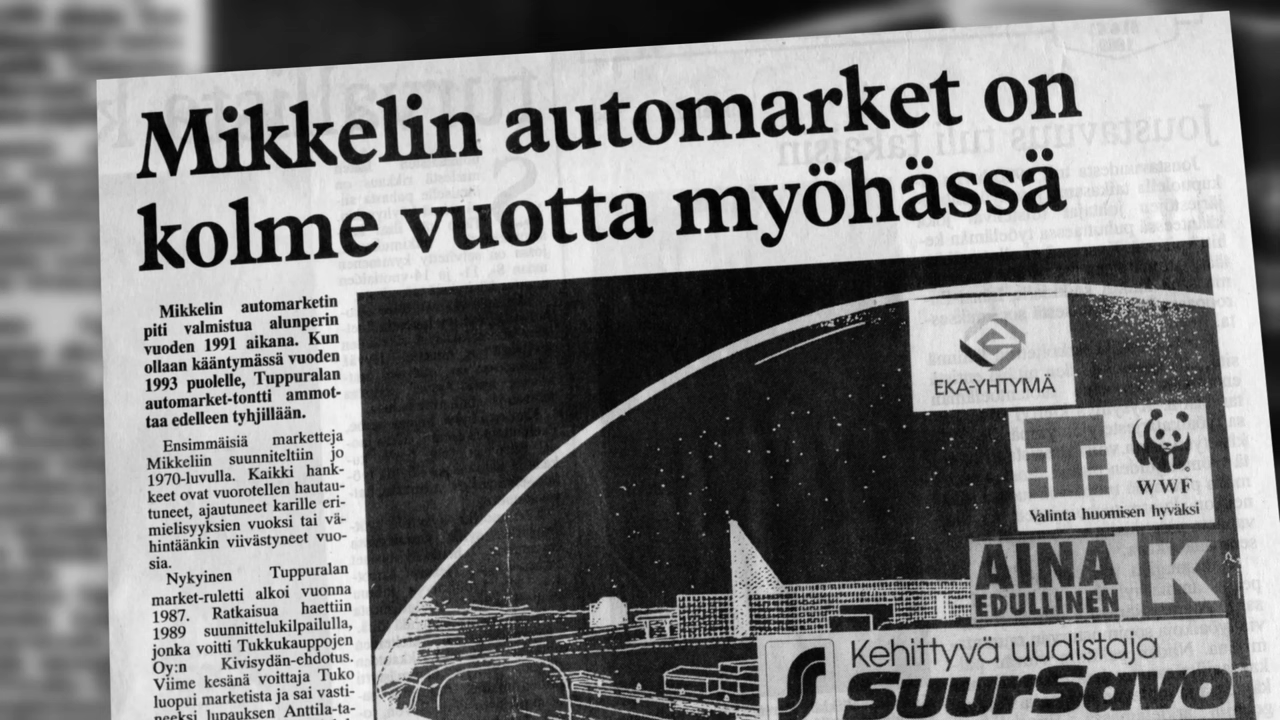 Mikkelin automarket on
kolme vuotta myöhässä
Mikkelin automarketin
piti valmistua alunperin
vuoden 1991 aikana. Kun
ollaan kääntymässä vuoden
1993 puolelle, Tuppuralan
automarket-tontti ammot-
taa edelleen tyhjillään.
Ensimmäisiä marketteja
Mikkeliin suunniteltiin jo
1970-luvulla. Kaikki hank-
keet ovat vuorotellen hautau-
tuneet, ajautuneet karille eri-
mielisyyksien vuoksi tai vä-
hintäänkin viivästyneet vuo-
sia.
Nykyinen Tuppuralan
market-ruletti alkoi vuonna
1987. Ratkaisua haettiin
1989 suunnittelukilpailulla,
jonka voitti Tukkukauppojen
Oy:n Kivisydän-ehdotus.
Viime kesänä voittaja Tuko
luopui marketista ja sai vasti-
neeksi lupauksen Anttila-ta-
EKA-YHTYMÄ
T
WWF
Valinta huomisen hyväksi
AINA
EDULLINEN
K
Kehittyvä uudistaja
SuurSavo